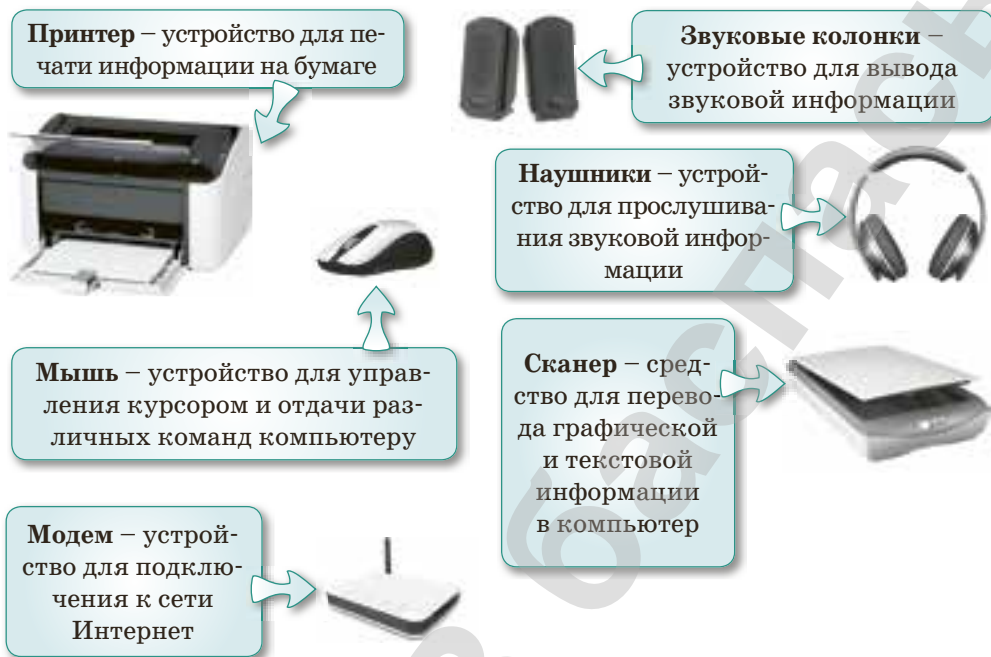 Принтер – устройство для пе-
чати информации на бумаге
Звуковые колонки –
устройство для вывода
звуковой информации
Наушники – устрой-
ство для прослушива-
ния звуковой инфор-
мации
Мышь – устройство для управ-
ления курсором и отдачи раз-
личных команд компьютеру
Сканер – сред-
ство для перево-
да графической
и текстовой
информации
в компьютер
Модем – устрой-
ство для подклю-
чения к сети
Интернет
баспасы